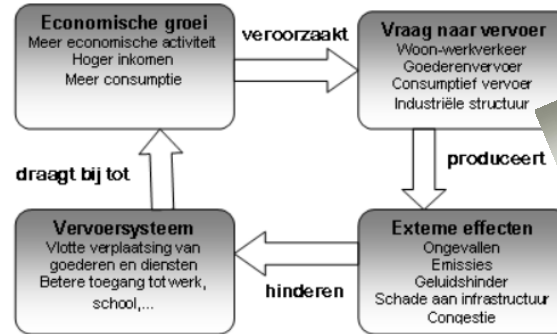 Economische groei
Meer economische activiteit
Hoger inkomen
Meer consumptie
veroorzaakt
Vraag naar vervoer
Woon-werkverkeer
Goederenvervoer
Consumptief vervoer
Industriële structuur
produceert
Externe effecten
Ongevallen
Emissies
Geluidshinder
Schade aan infrastructuur
Congestie
hinderen
Vervoersysteem
Vlotte verplaatsing van
goederen en diensten
Betere toegang tot werk,
school,...
draagt bij tot